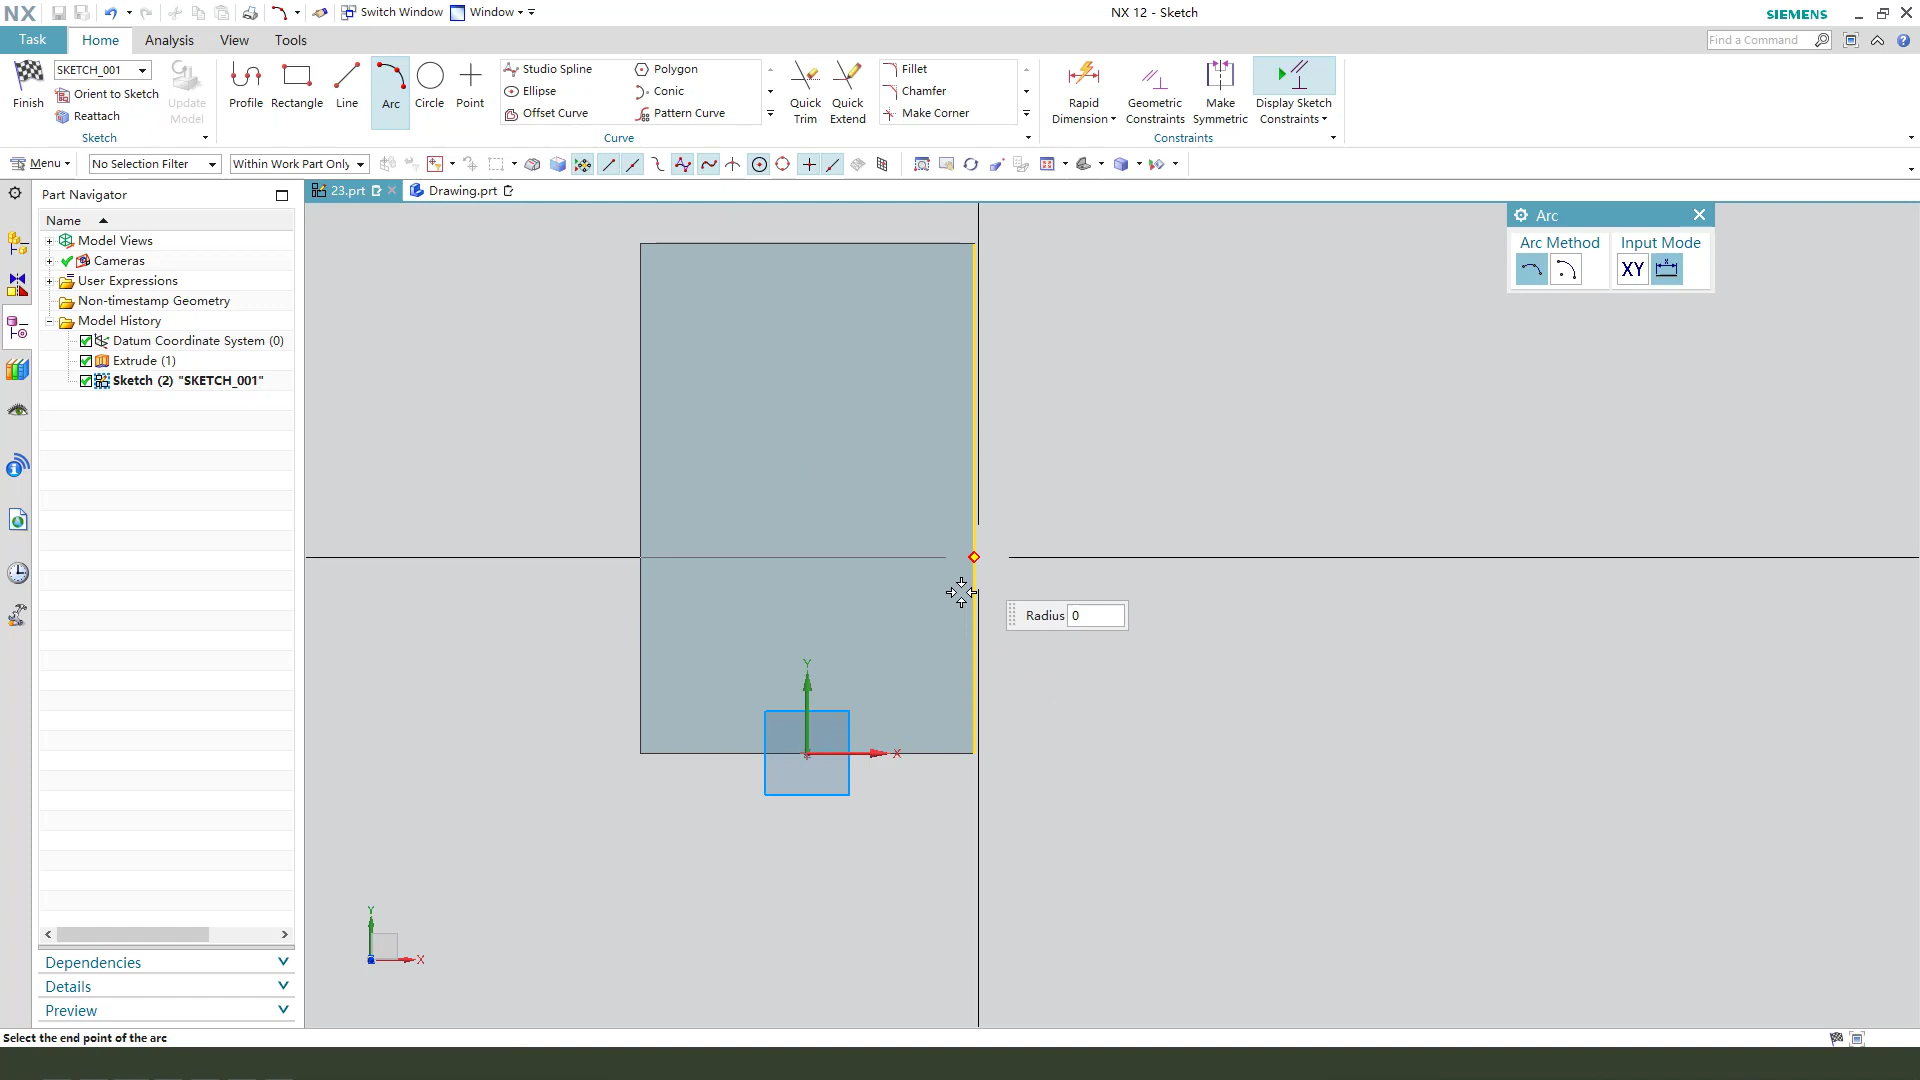 NX
Switch Window
Window
NX 12 - Sketch
SIEMENS
Task
Home
Analysis
View
Tools
Find a Command
Finish
SKETCH_001
Orient to Sketch
Reattach
Update
Model
Sketch
Profile
Rectangle
Line
Arc
Circle
Point
Studio Spline
Ellipse
Offset Curve
Polygon
Conic
Pattern Curve
Quick
Trim
Quick
Extend
Fillet
Chamfer
Make Corner
Curve
Rapid
Dimension
Geometric
Constraints
Make
Symmetric
Display Sketch
Constraints
Constraints
Menu
No Selection Filter
Within Work Part Only
Part Navigator
23.prt
Drawing.prt
Name
Model Views
Cameras
User Expressions
Non-timestamp Geometry
Model History
Datum Coordinate System (0)
Extrude (1)
Sketch (2) "SKETCH_001"
Arc
Arc Method
Input Mode
XY
Radius 0
Y
X
Y
X
Dependencies
Details
Preview
Select the end point of the arc